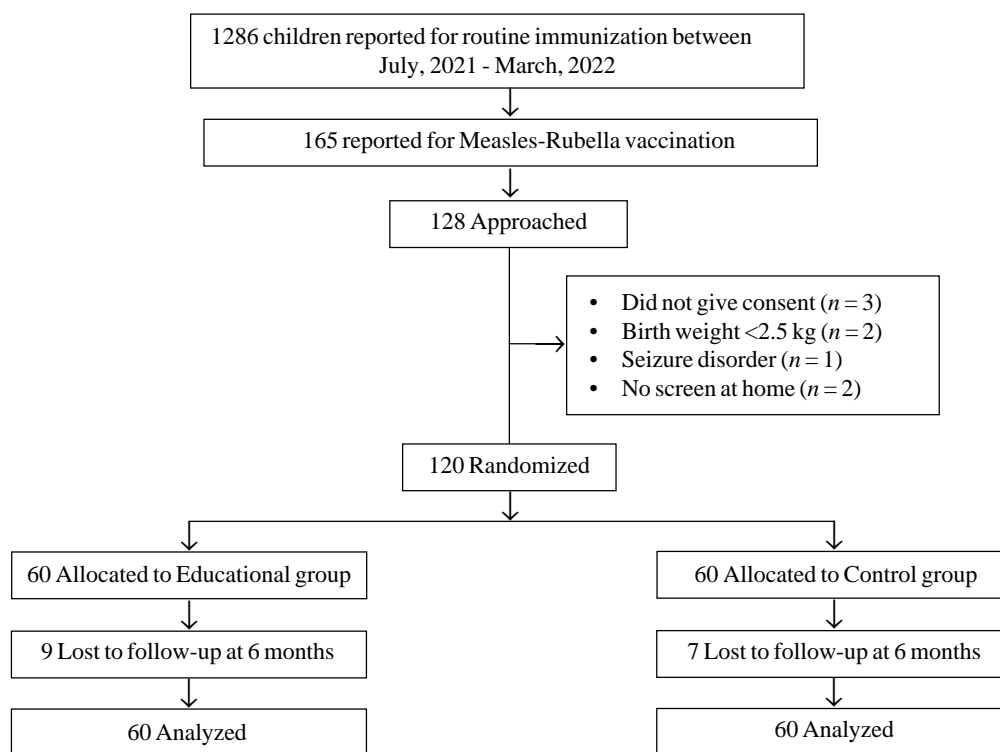 1286 children reported for routine immunization between
July, 2021 - March, 2022
165 reported for Measles-Rubella vaccination
128 Approached
• Did not give consent (n = 3)
• Birth weight <2.5 kg (n = 2)
• Seizure disorder (n = 1)
• No screen at home (n = 2)
120 Randomized
60 Allocated to Educational group
60 Allocated to Control group
9 Lost to follow-up at 6 months
7 Lost to follow-up at 6 months
60 Analyzed
60 Analyzed